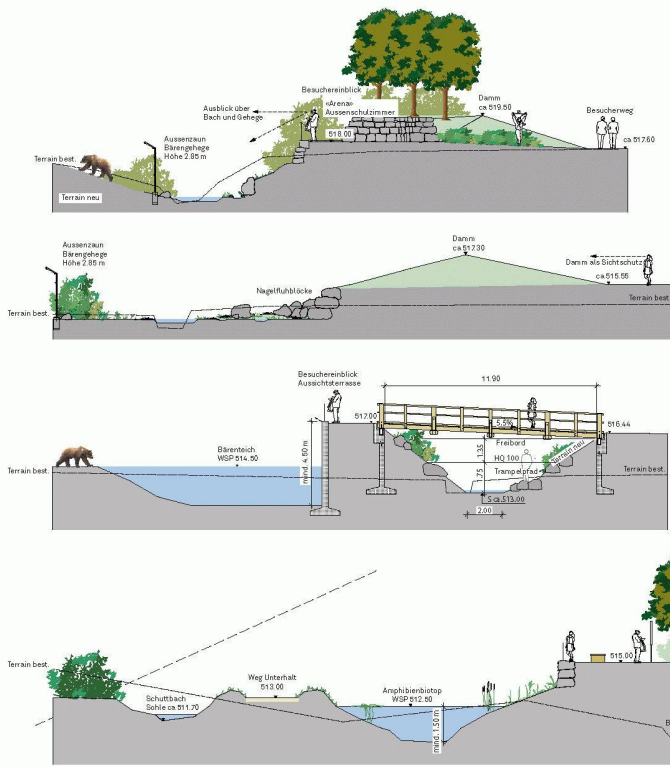 Besuchereinblick
«Arena»
Aussenschulzimmer
518.00
Ausblick über
Bach und Gehege
Damm
ca 519.50
Besucherweg
ca 517.60
Aussenzaun
Bärengehege
Höhe 2.85 m
Terrain best.
Terrain neu
Aussenzaun
Bärengehege
Höhe 2.85 m
Damm
ca 517.30
Damm als Sichtschutz
ca 515.55
Nagelfluhblöcke
Terrain best.
Terrain best.
Besuchereinblick
Aussichtsterrasse
11.90
517.00
5,5%
516.44
Freibord
1.35
HQ 100
Terrain neu
Bärenteich
WSP 514.50
mind. 4.50 m
Trampelpfad
1.75
Terrain best.
Terrain best.
S ca.513.00
2.00
Terrain best.
Weg Unterhalt
513.00
Schuttbach
Sohle ca 511.70
Amphibienbiotop
WSP 512.50
mind. 1.50 m
515.00
B